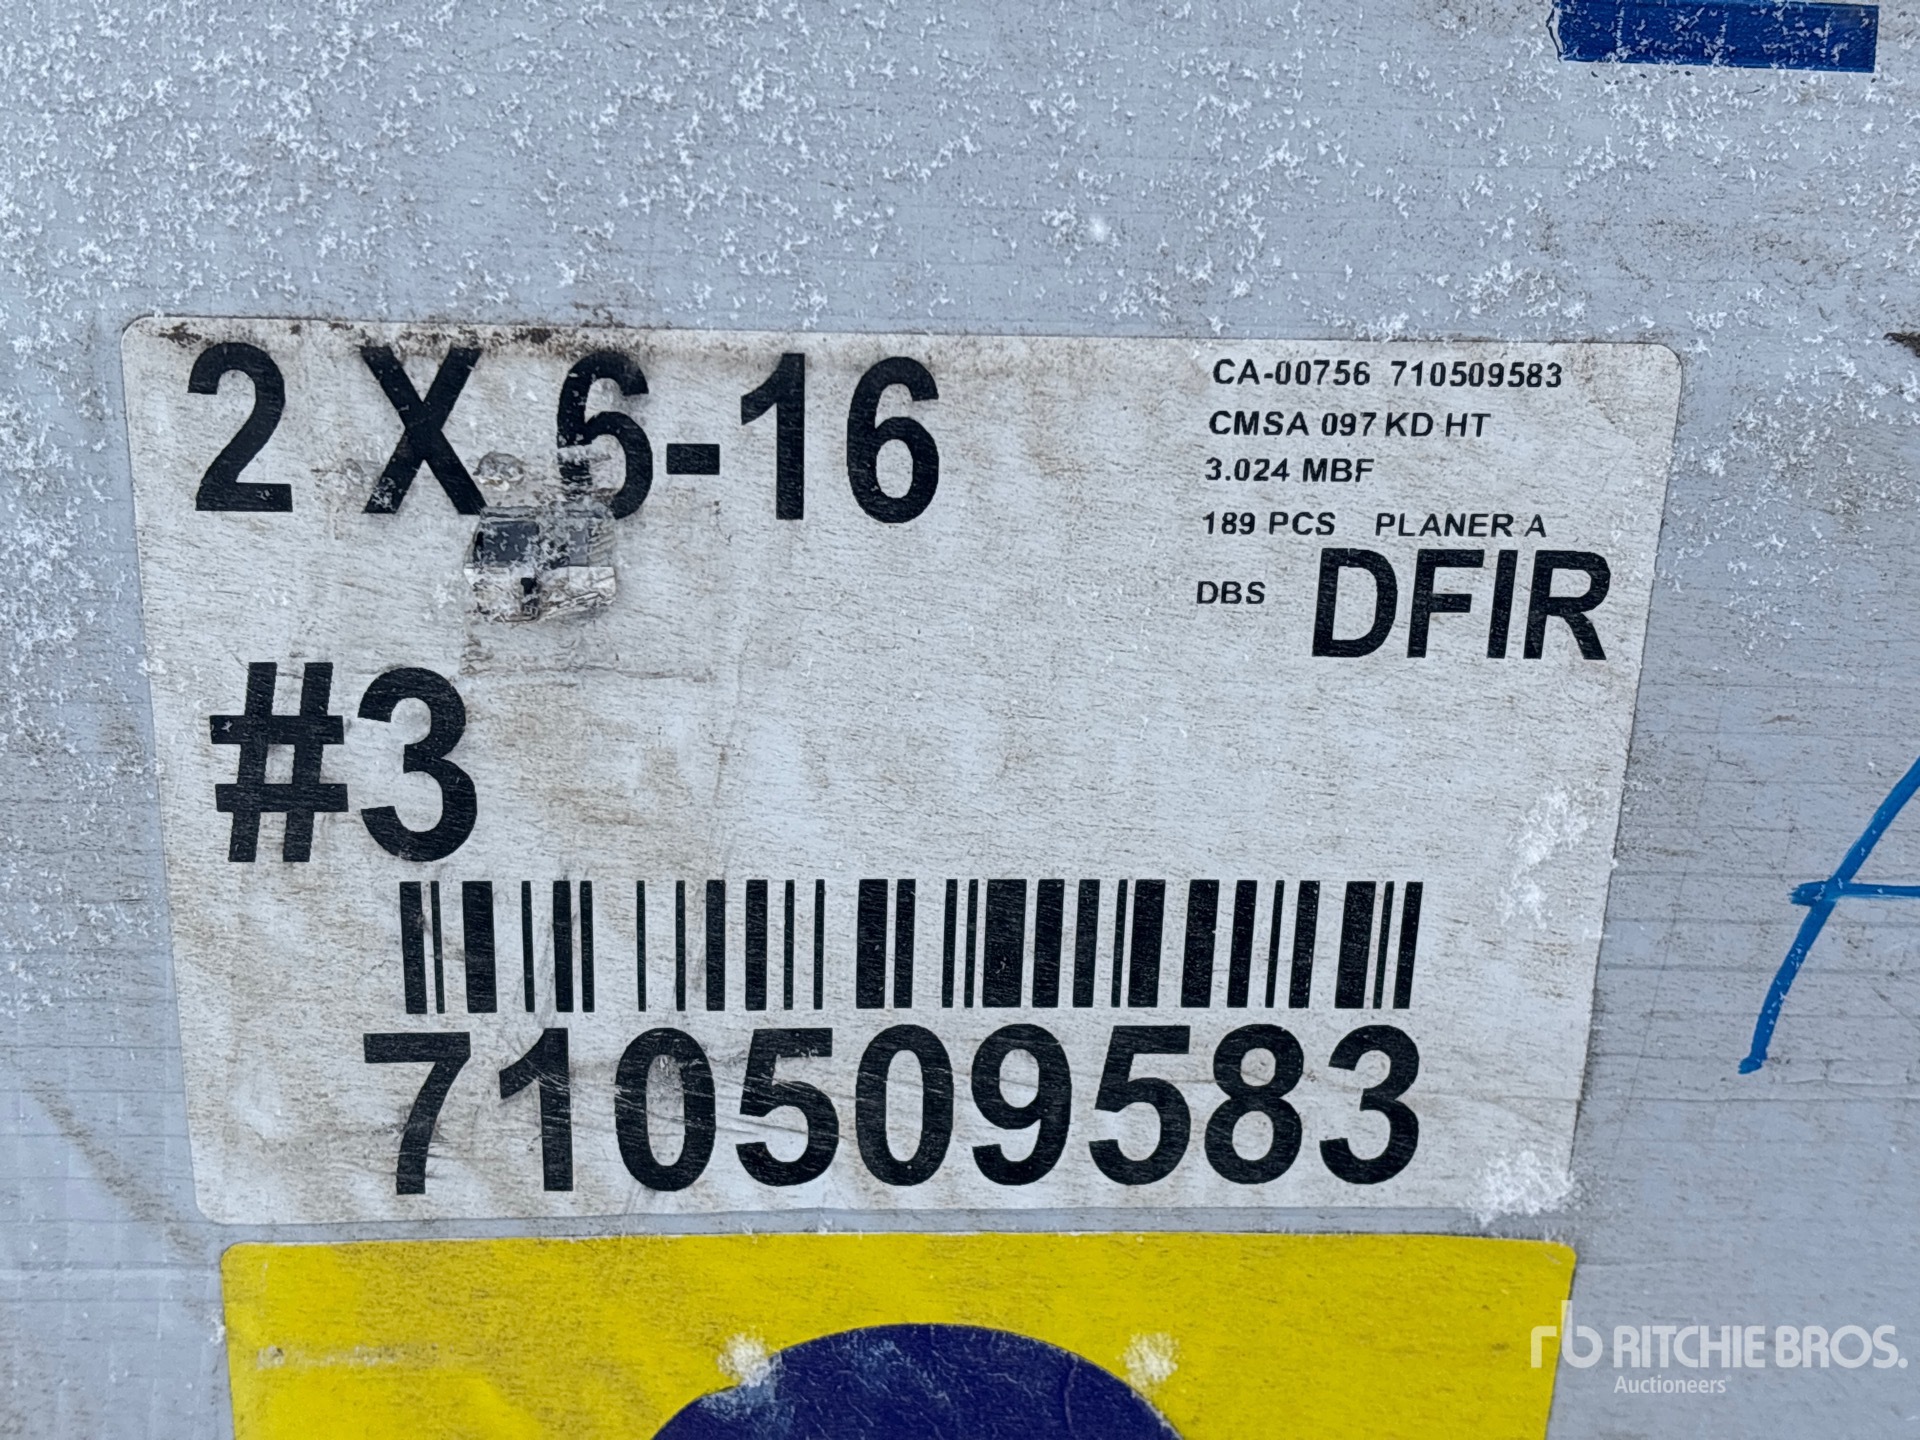 2 X 6-16
CA-00756 710509583
CMSA 097 KD HT
3.024 MBF
189 PCS PLANER A
DBS DFIR
#3
710509583
A
rb RITCHIE BROS.
Auctioneers